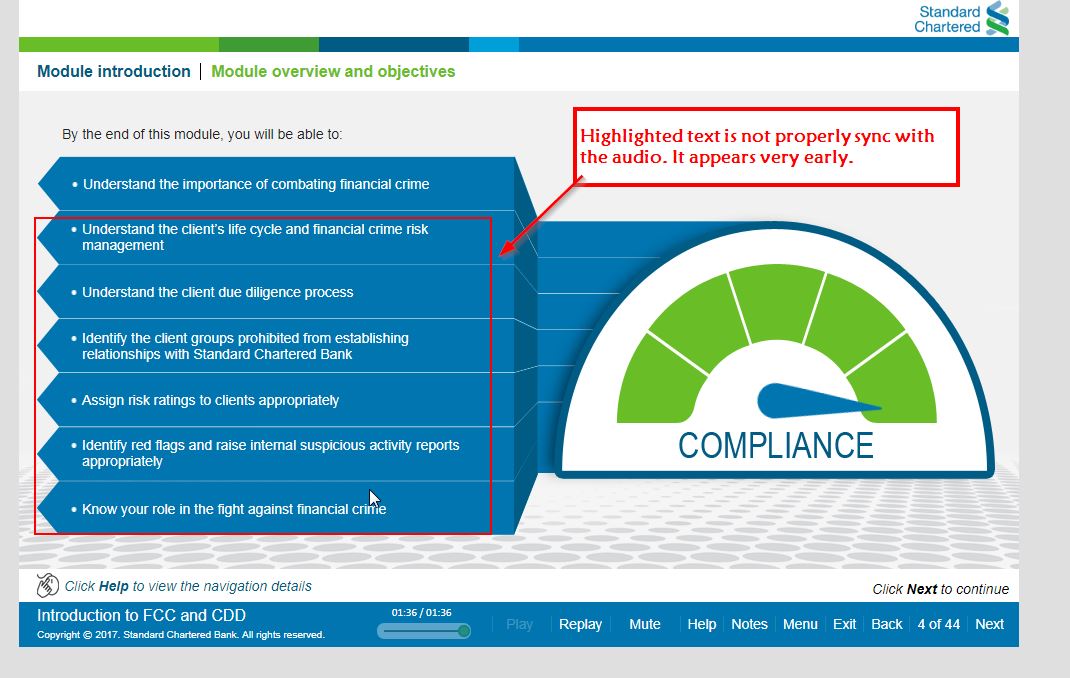 Standard
Chartered
Module introduction | Module overview and objectives
By the end of this module, you will be able to:
Highlighted text is not properly sync with
the audio. It appears very early.
• Understand the importance of combating financial crime
• Understand the client's life cycle and financial crime risk
management
• Understand the client due diligence process
• Identify the client groups prohibited from establishing
relationships with Standard Chartered Bank
• Assign risk ratings to clients appropriately
• Identify red flags and raise internal suspicious activity reports
appropriately
• Know your role in the fight against financial crime
COMPLIANCE
Click Help to view the navigation details
Click Next to continue
Introduction to FCC and CDD
Copyright © 2017. Standard Chartered Bank. All rights reserved.
01:36 / 01:36
Play Replay Mute Help Notes Menu Exit Back 4 of 44 Next